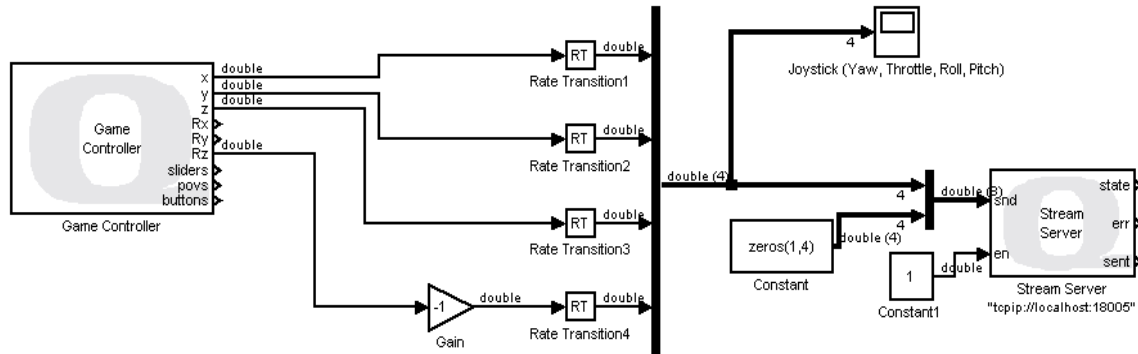 double
RT
double
Rate Transition1
4
Joystick (Yaw, Throttle, Roll, Pitch)
Game
Controller
x
y
z
Rx
Ry
Rz
sliders
povs
buttons
Game Controller
double
double
double
RT
double
Rate Transition2
RT
double
Rate Transition3
-1
Gain
double
RT
double
Rate Transition4
double (4)
4
4
double (8)
zeros(1,4)
double (4)
Constant
1
double
Constant1
snd
en
Stream
Server
state
err
sent
Stream Server
"tcpip://localhost:18005"